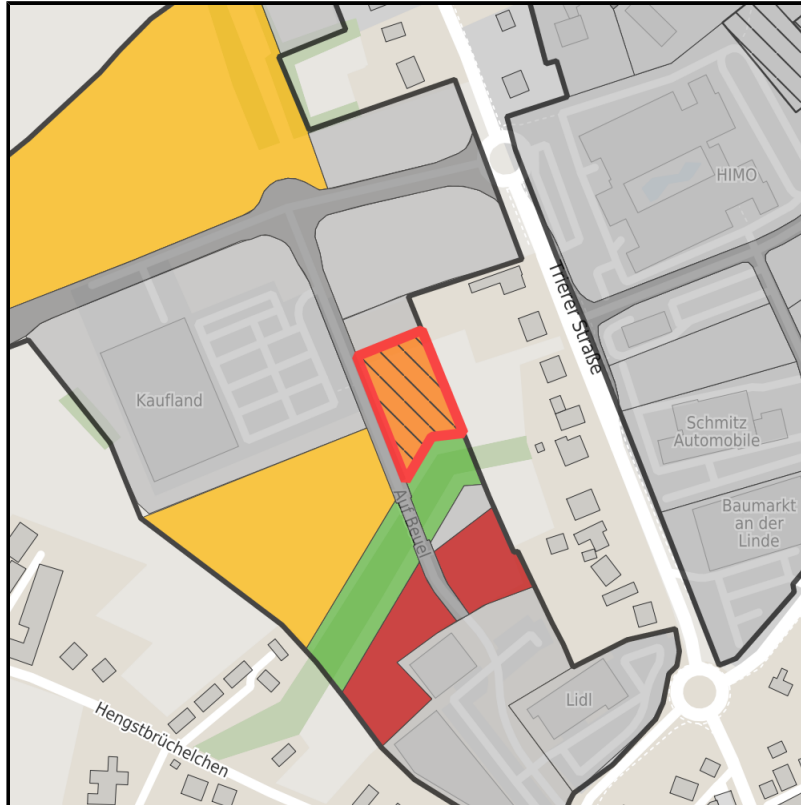 HIMO
Trierer Straße
Kaufland
Schmitz
Automobile
Auf Beuel
Baumarkt
an der
Linde
Lidl
Hengstbrüchelchen